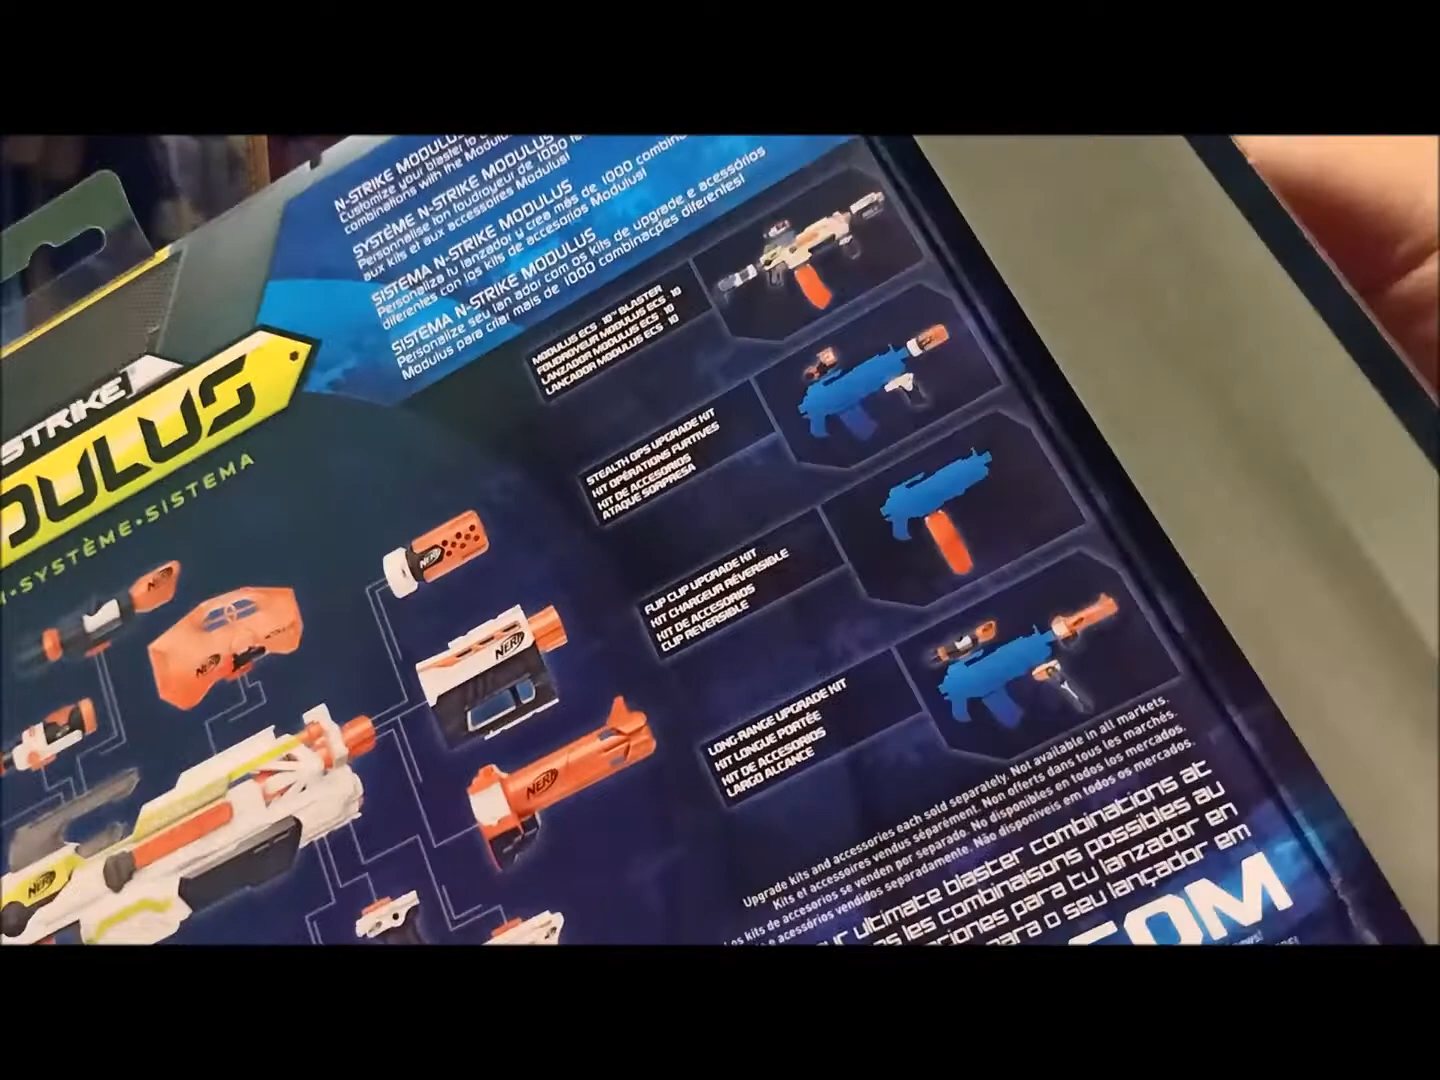 N-STRIKE MODULUS
Customize your blaster to
combinations with the Modulus
SYSTÈME N-STRIKE MODULUS
Personnalise ton foudroyeur de 1000
aux kits et aux accessoires Modulus!
SISTEMA N-STRIKE MODULUS
Personaliza tu lanzador y crea más de 1000
diferentes con los kits de accesorios Modulus!
SISTEMA N-STRIKE MODULUS
Personalize seu lan ador com os kits de upgrade e acessórios
Modulus para criar mais de 1000 combinações diferentes!
STRIKE
MODULUS
SYSTÈME•SISTEMA
MODULUS ECS - 10™ BLASTER
FOUDROYEUR MODULUS ECS - 10
LANZADOR MODULUS ECS - 10
LANÇADOR MODULUS ECS - 10
STEALTH OPS UPGRADE KIT
KIT OPÉRATIONS FURTIVES
KIT DE ACCESORIOS
ATAQUE SORPRESA
FLIP CLIP UPGRADE KIT
KIT CHARGEUR RÉVERSIBLE
KIT DE ACCESORIOS
CLIP REVERSIBLE
LONG-RANGE UPGRADE KIT
KIT LONGUE PORTÉE
KIT DE ACCESORIOS
LARGO ALCANCE
NERF
NERF
NERF
NERF
NERF
Upgrade kits and accessories each sold separately. Not available in all markets.
Kits et accessoires vendus séparément. Non offerts dans tous les marchés.
Los kits de accesorios se venden por separado. No disponibles en todos los mercados.
e acessórios vendidos separadamente. Não disponíveis em todos os mercados.
ultimate blaster combinations at
les combinaisons possibles au
para tu lanzador en
para o seu lançador em
.COM